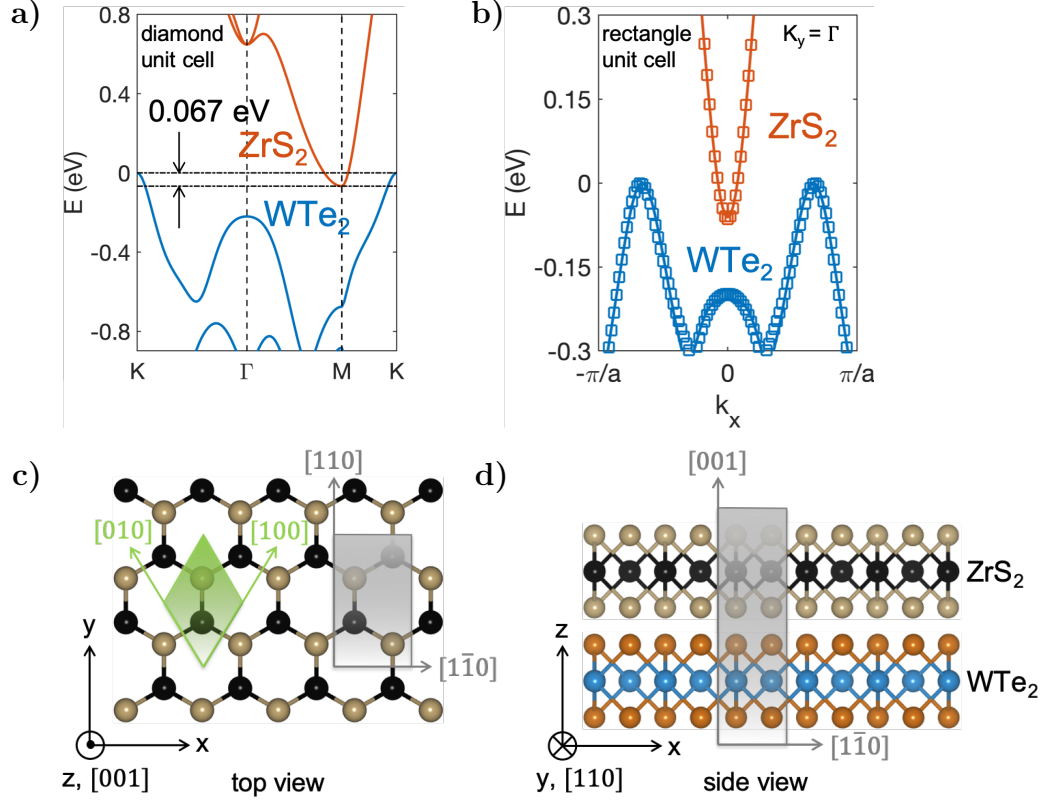 a)
diamond
unit cell
0.067 eV
ZrS2
WTe2
E (eV)
0.8
0.4
0
-0.4
-0.8
K
Γ
M
K
b)
rectangle
unit cell
Ky = Γ
ZrS2
WTe2
E (eV)
0.3
0.15
0
-0.15
-0.3
-π/a
0
π/a
kx
c)
[110]
[010]
[100]
[11̄0]
y
x
z, [001]
top view
d)
[001]
ZrS2
WTe2
z
x
[11̄0]
y, [110]
side view